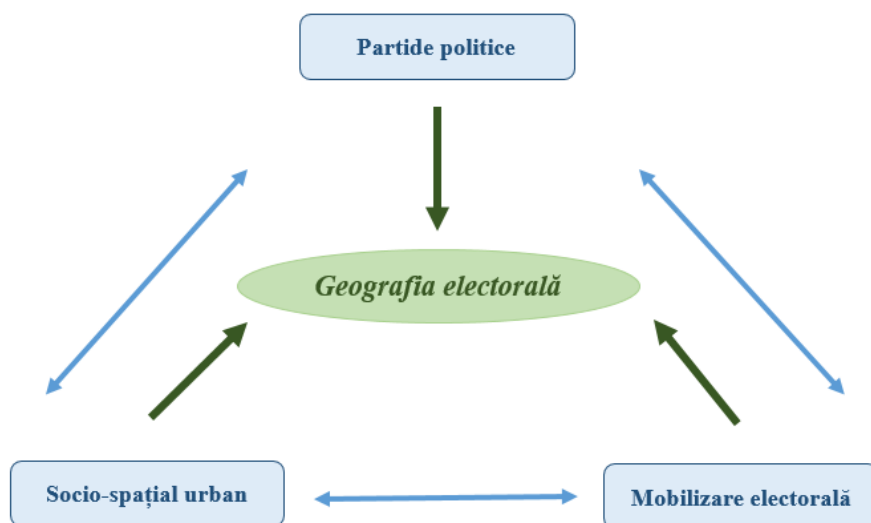 Partide politice
Geografia electorală
Socio-spațial urban
Mobilizare electorală